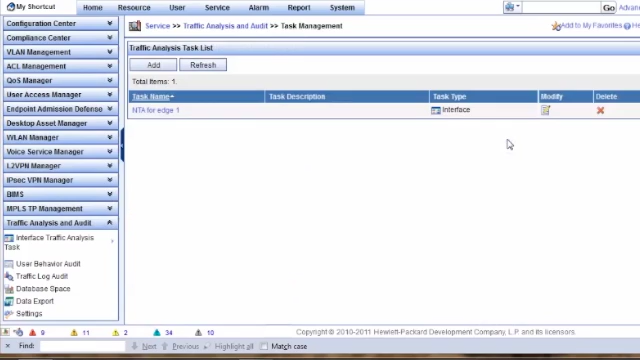 My Shortcut
Home Resource User Service Alarm Report System
Go
Advanc
Configuration Center
Compliance Center
VLAN Management
ACL Management
QoS Manager
User Access Manager
Endpoint Admission Defense
Desktop Asset Manager
WLAN Manager
Voice Service Manager
L2VPN Manager
IPsec VPN Manager
BIMS
MPLS TP Management
Traffic Analysis and Audit
Interface Traffic Analysis
Task
User Behavior Audit
Traffic Log Audit
Database Space
Data Export
Settings
Service >> Traffic Analysis and Audit >> Task Management
Add to My Favorites
He
Traffic Analysis Task List
Add Refresh
Total Items: 1.
Task Name Task Description Task Type Modify Delete
NTA for edge 1 Interface
9 11 2 34 10
Copyright © 2010-2011 Hewlett-Packard Development Company, L.P. and its licensors
× Find: Next Previous Highlight all Match case